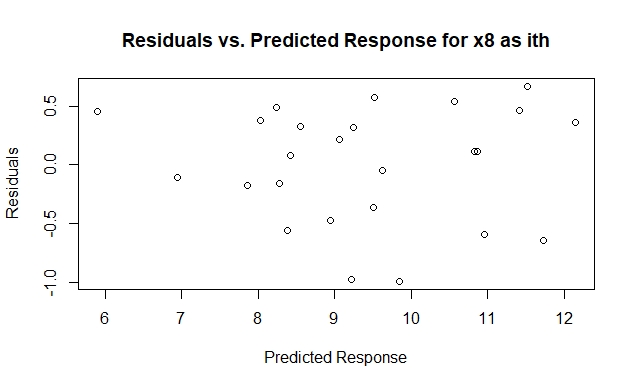 Residuals vs. Predicted Response for x8 as ith
Residuals
0.5
0.0
-0.5
-1.0
6 7 8 9 10 11 12
Predicted Response